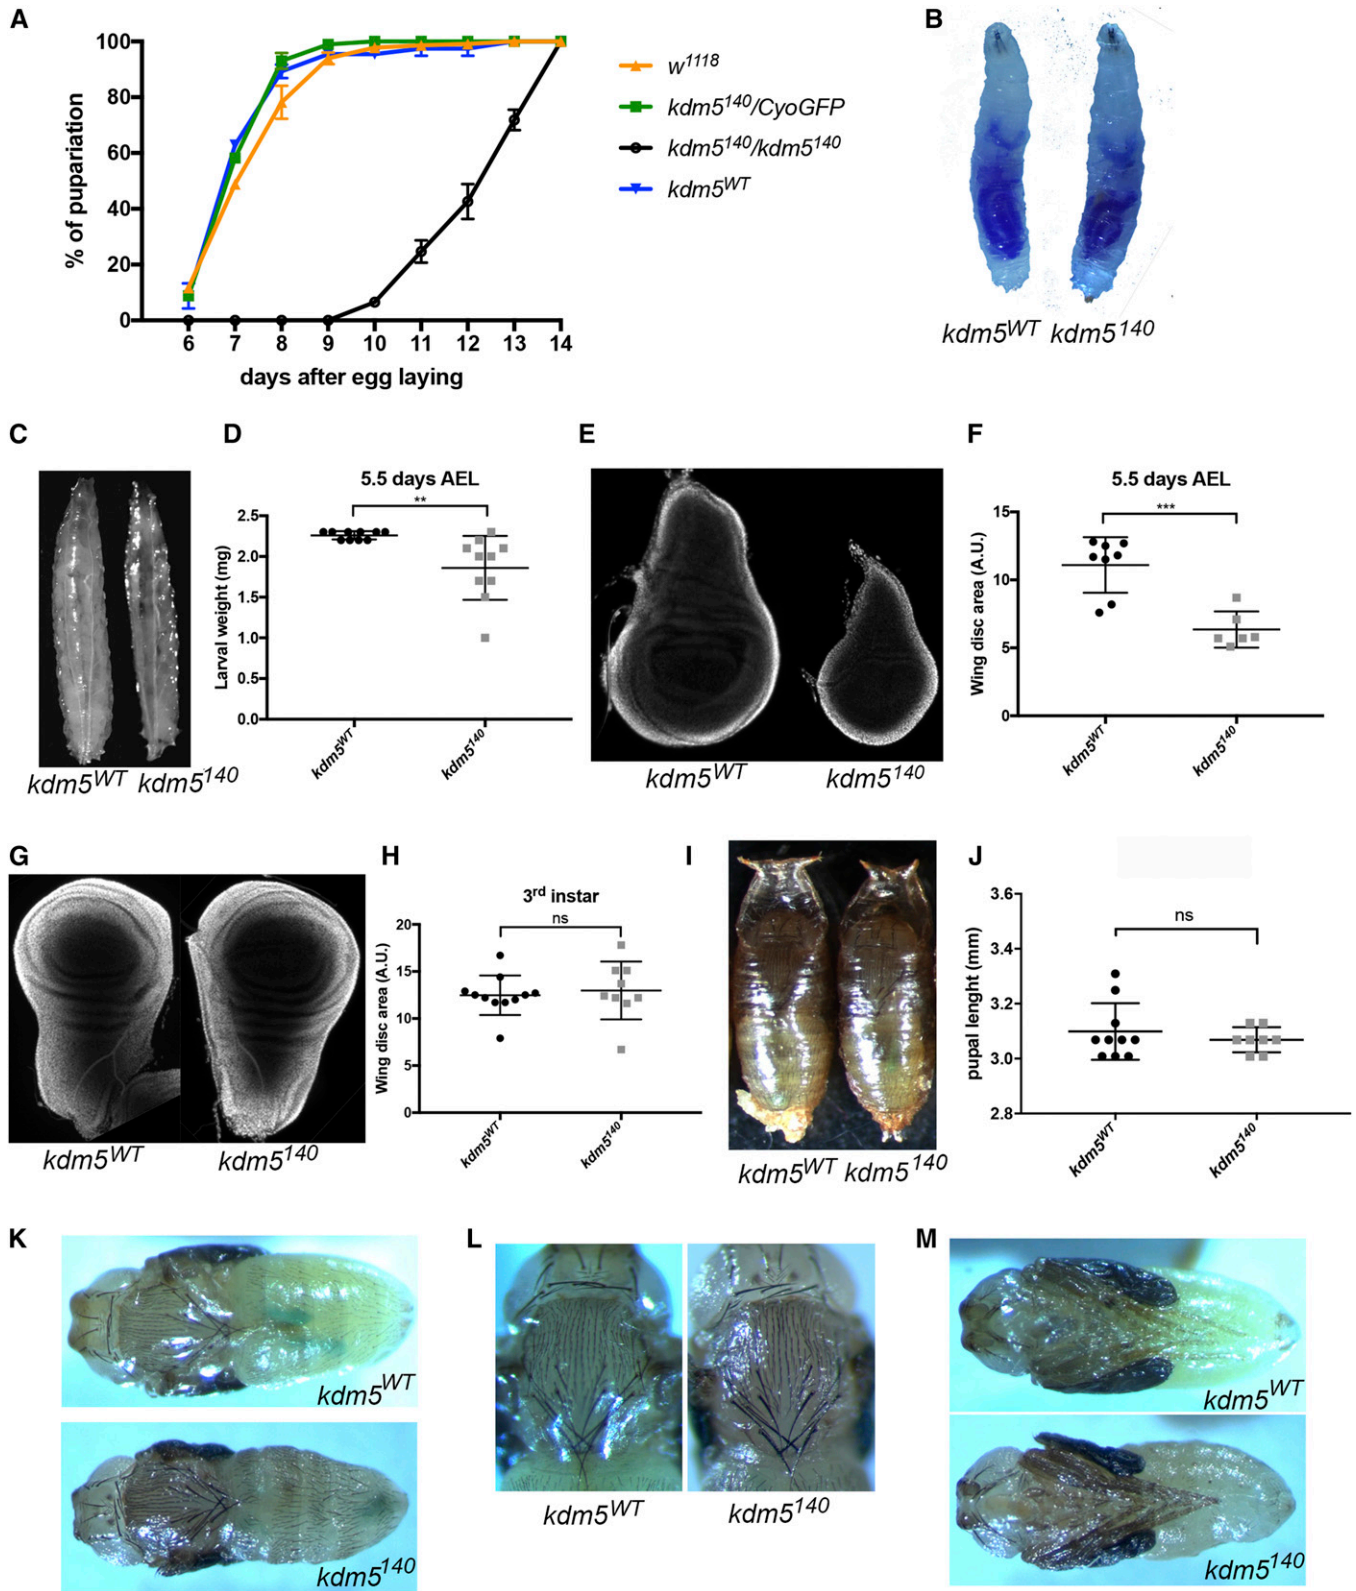 A
100
80
60
40
20
0
% of pupariation
6 7 8 9 10 11 12 13 14
days after egg laying
w1118
kdm5140/CyoGFP
kdm5140/kdm5140
kdm5WT
B
kdm5WT kdm5140
C
kdm5WT kdm5140
D
5.5 days AEL
**
2.5
2.0
1.5
1.0
0.5
0.0
Larval weight (mg)
kdm5WT
kdm5140
E
kdm5WT
kdm5140
F
5.5 days AEL
***
15
10
5
0
Wing disc area (A.U.)
kdm5WT
kdm5140
G
kdm5WT
kdm5140
H
3rd instar
ns
20
15
10
5
0
Wing disc area (A.U.)
kdm5WT
kdm5140
I
kdm5WT kdm5140
J
ns
3.6
3.4
3.2
3.0
2.8
pupal lenght (mm)
kdm5WT
kdm5140
K
kdm5WT
kdm5140
L
kdm5WT
kdm5140
M
kdm5WT
kdm5140